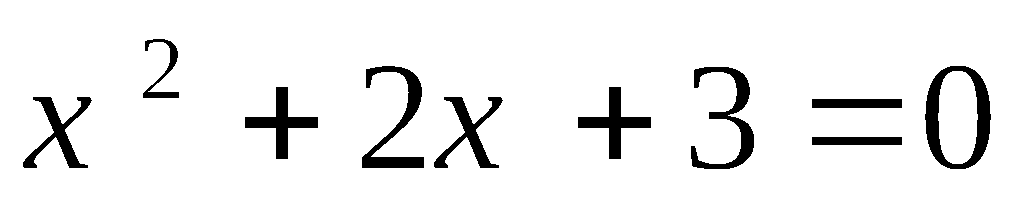 x² + 2x + 3 = 0